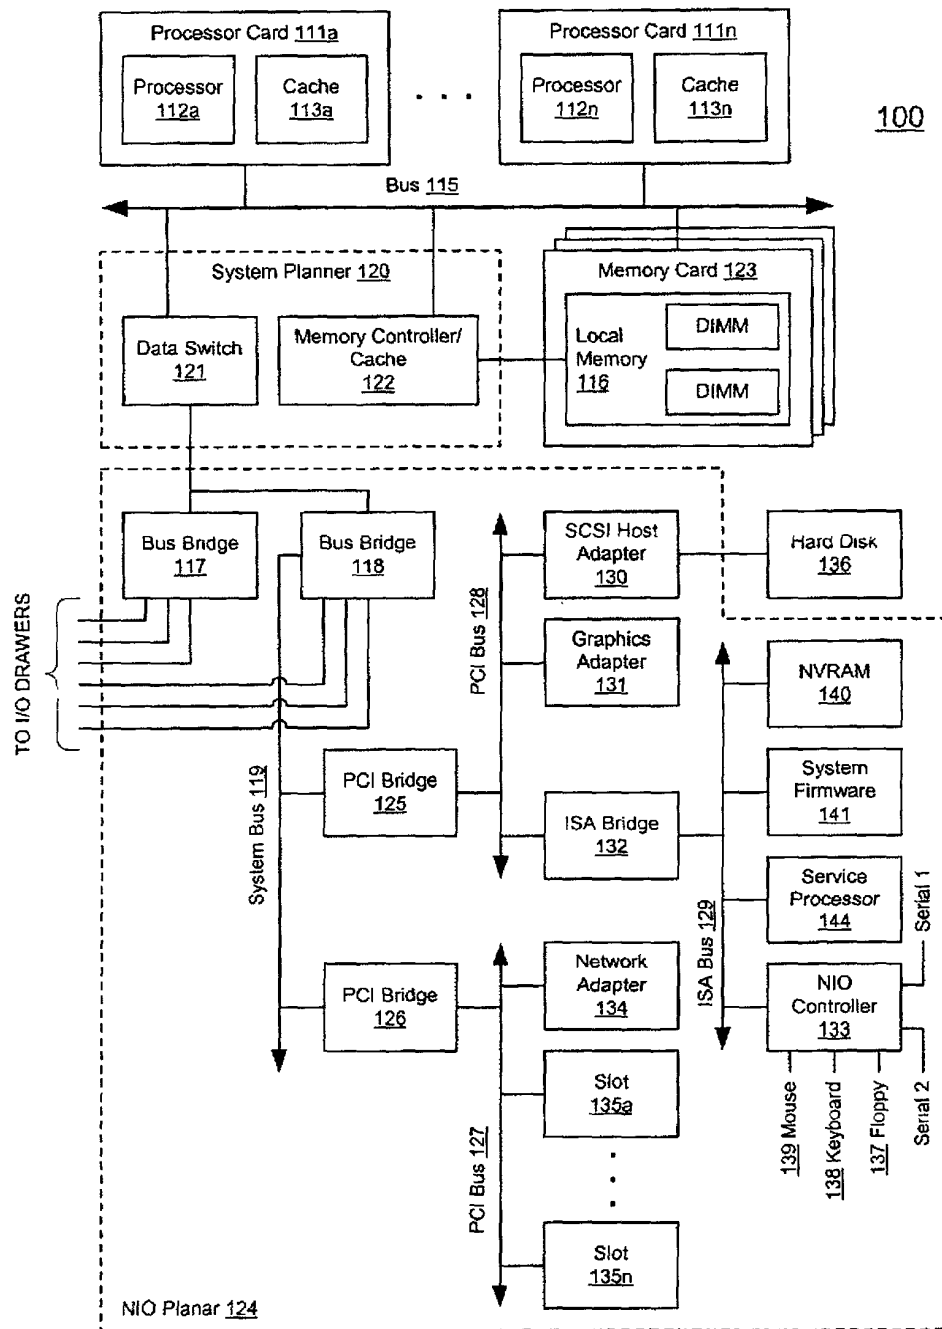 Processor Card 111a
Processor
112a
Cache
113a
. . .
Processor Card 111n
Processor
112n
Cache
113n
100
Bus 115
System Planner 120
Data Switch
121
Memory Controller/
Cache
122
Memory Card 123
Local
Memory
116
DIMM
DIMM
Bus Bridge
117
Bus Bridge
118
TO I/O DRAWERS
System Bus 119
PCI Bus 128
SCSI Host
Adapter
130
Hard Disk
136
Graphics
Adapter
131
PCI Bridge
125
ISA Bridge
132
ISA Bus 129
NVRAM
140
System
Firmware
141
Service
Processor
144
NIO
Controller
133
Serial 1
Serial 2
139 Mouse
138 Keyboard
137 Floppy
PCI Bridge
126
PCI Bus 127
Network
Adapter
134
Slot
135a
Slot
135n
NIO Planar 124